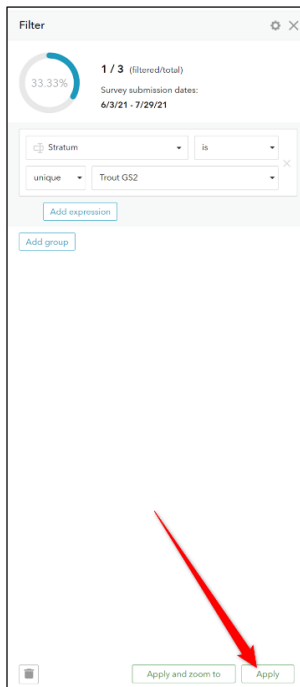 Filter
33.33%
1 / 3 (filtered/total)
Survey submission dates:
6/3/21 - 7/29/21
Stratum
is
unique
Trout GS2
Add expression
Add group
Apply and zoom to
Apply